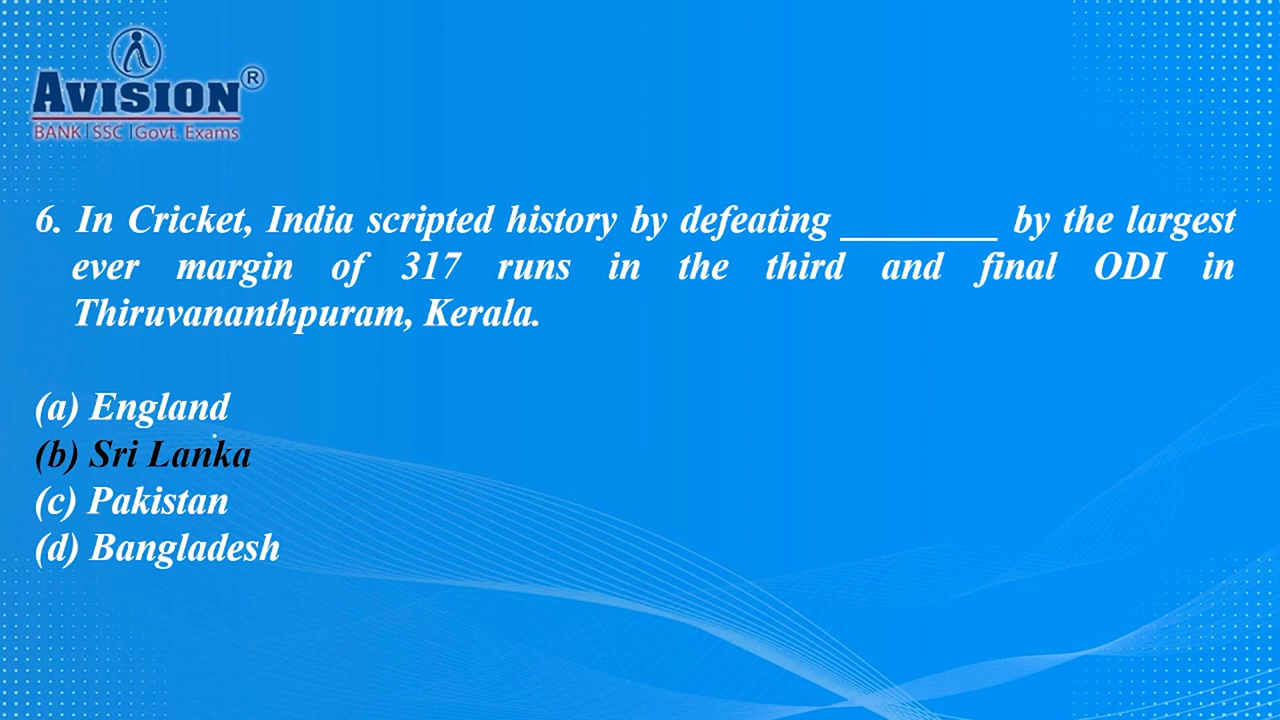 AVISION®
BANK | SSC | Govt. Exams
6. In Cricket, India scripted history by defeating ________ by the largest
ever margin of 317 runs in the third and final ODI in
Thiruvananthpuram, Kerala.
(a) England
(b) Sri Lanka
(c) Pakistan
(d) Bangladesh